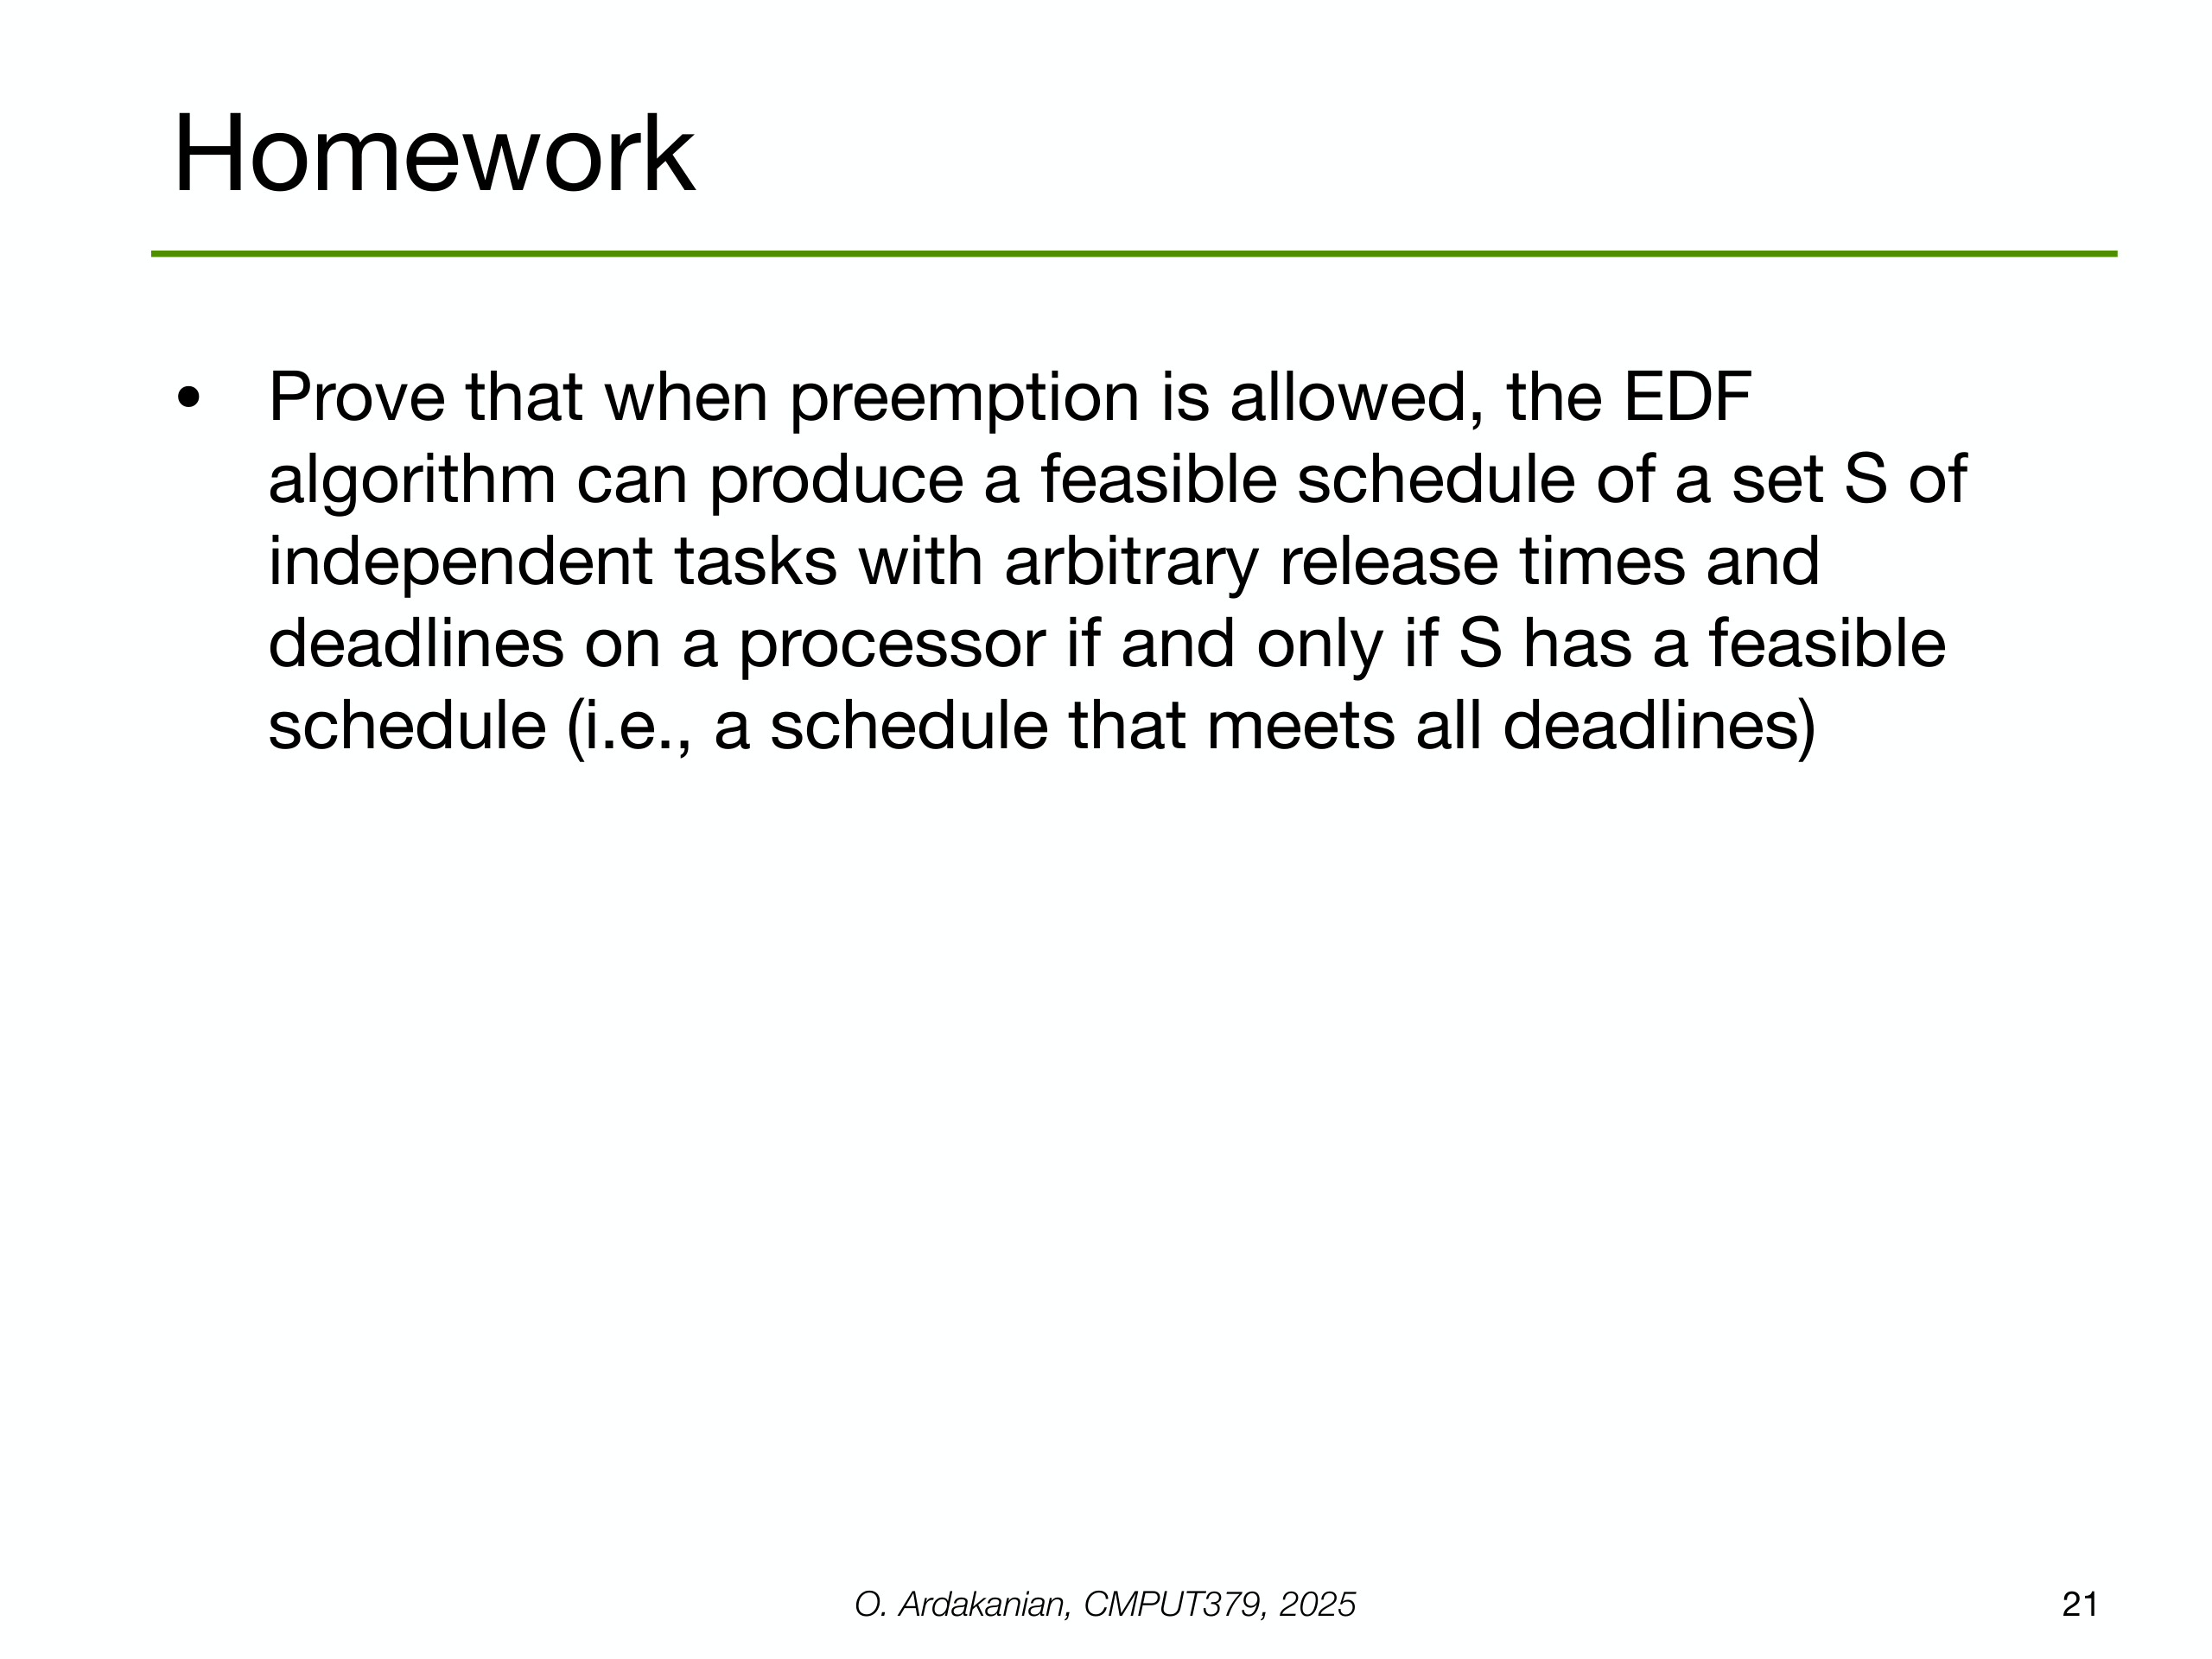 Homework
• Prove that when preemption is allowed, the EDF
algorithm can produce a feasible schedule of a set S of
independent tasks with arbitrary release times and
deadlines on a processor if and only if S has a feasible
schedule (i.e., a schedule that meets all deadlines)
O. Ardakanian, CMPUT379, 2025
21